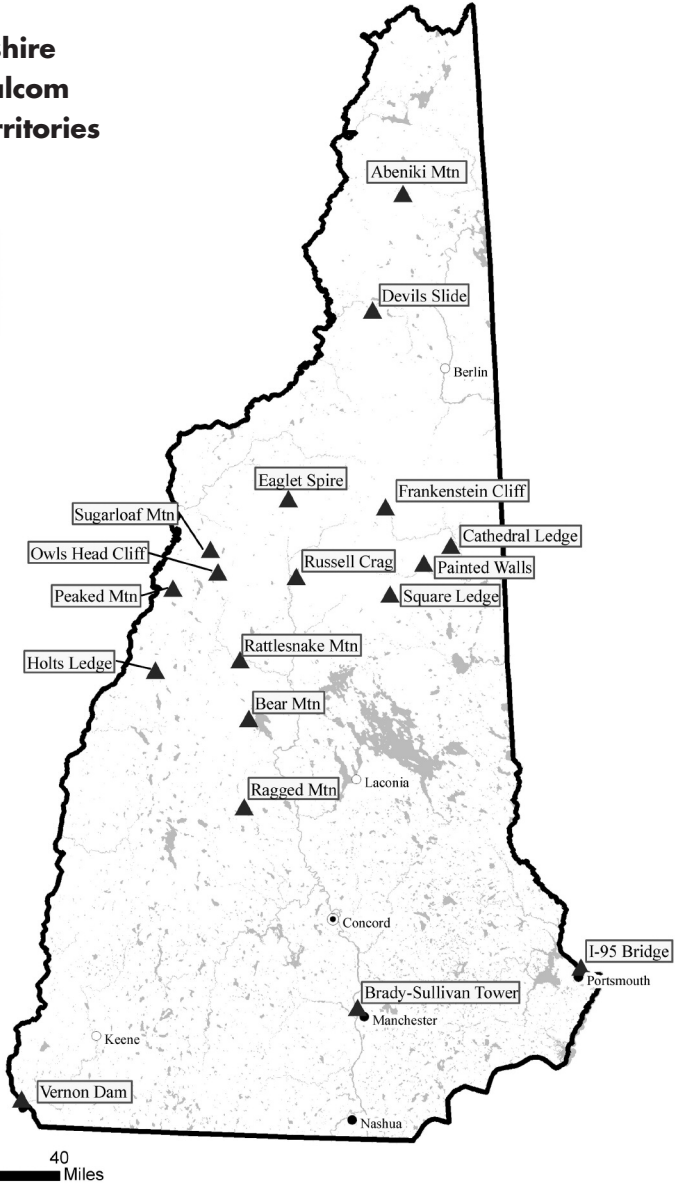 shire
alcom
rritories
Abeniki Mtn
Devils Slide
Berlin
Eaglet Spire
Frankenstein Cliff
Sugarloaf Mtn
Cathedral Ledge
Owls Head Cliff
Russell Crag
Painted Walls
Peaked Mtn
Square Ledge
Rattlesnake Mtn
Holts Ledge
Bear Mtn
Laconia
Ragged Mtn
Concord
I-95 Bridge
Portsmouth
Brady-Sullivan Tower
Manchester
Keene
Vernon Dam
Nashua
40
Miles